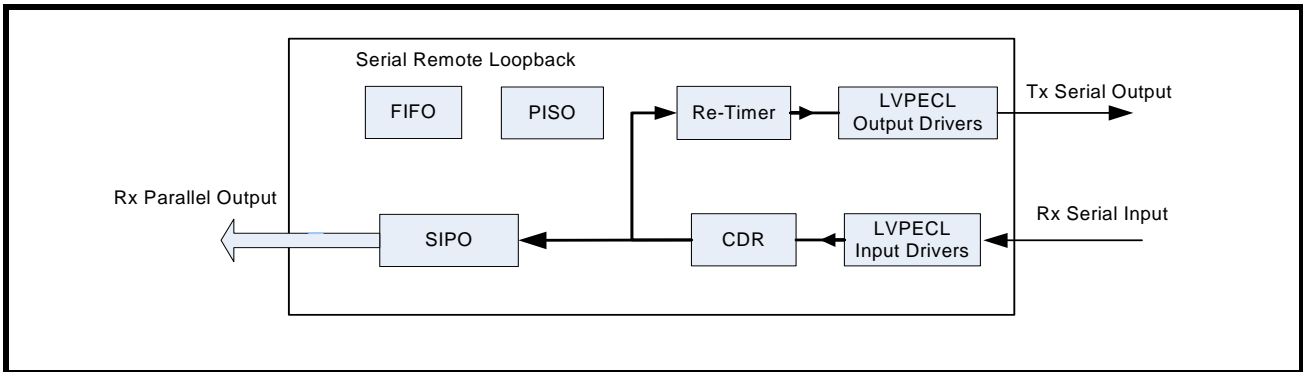 Serial Remote Loopback
FIFO
PISO
Re-Timer
LVPECL
Output Drivers
Tx Serial Output
Rx Parallel Output
SIPO
CDR
LVPECL
Input Drivers
Rx Serial Input